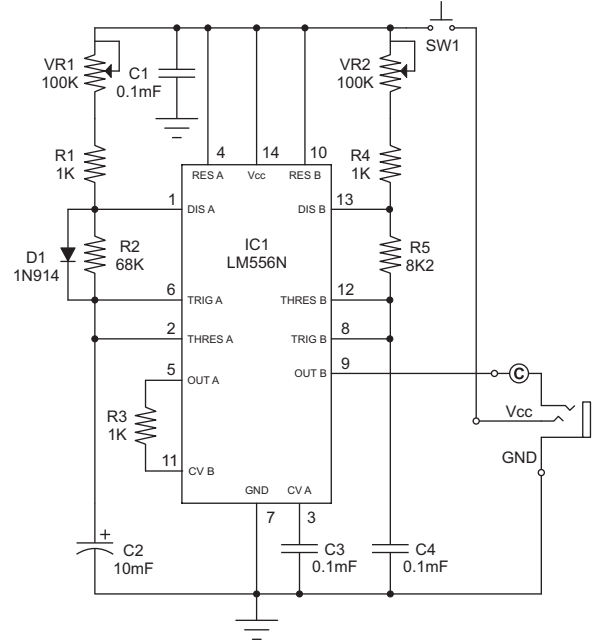 SW1
VR1
100K
C1
0.1mF
VR2
100K
R1
1K
4
14
10
R4
1K
RES A
Vcc
RES B
1
DIS A
DIS B
13
D1
1N914
R2
68K
IC1
LM556N
R5
8K2
6
TRIG A
THRES B
12
2
THRES A
TRIG B
8
5
OUT A
OUT B
9
C
R3
1K
Vcc
11
CV B
GND
GND
CV A
7
3
+
C2
10mF
C3
0.1mF
C4
0.1mF